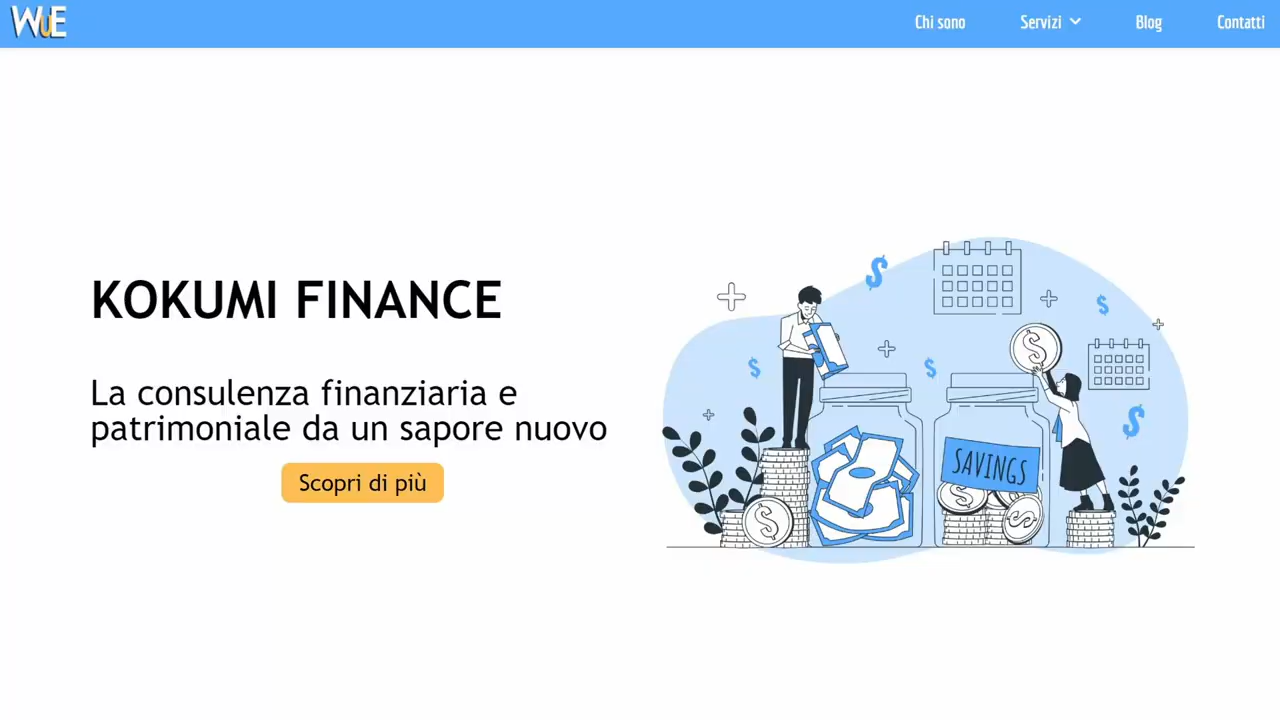 WuE
Chi sono
Servizi
Blog
Contatti
KOKUMI FINANCE
La consulenza finanziaria e
patrimoniale da un sapore nuovo
Scopri di più
SAVINGS